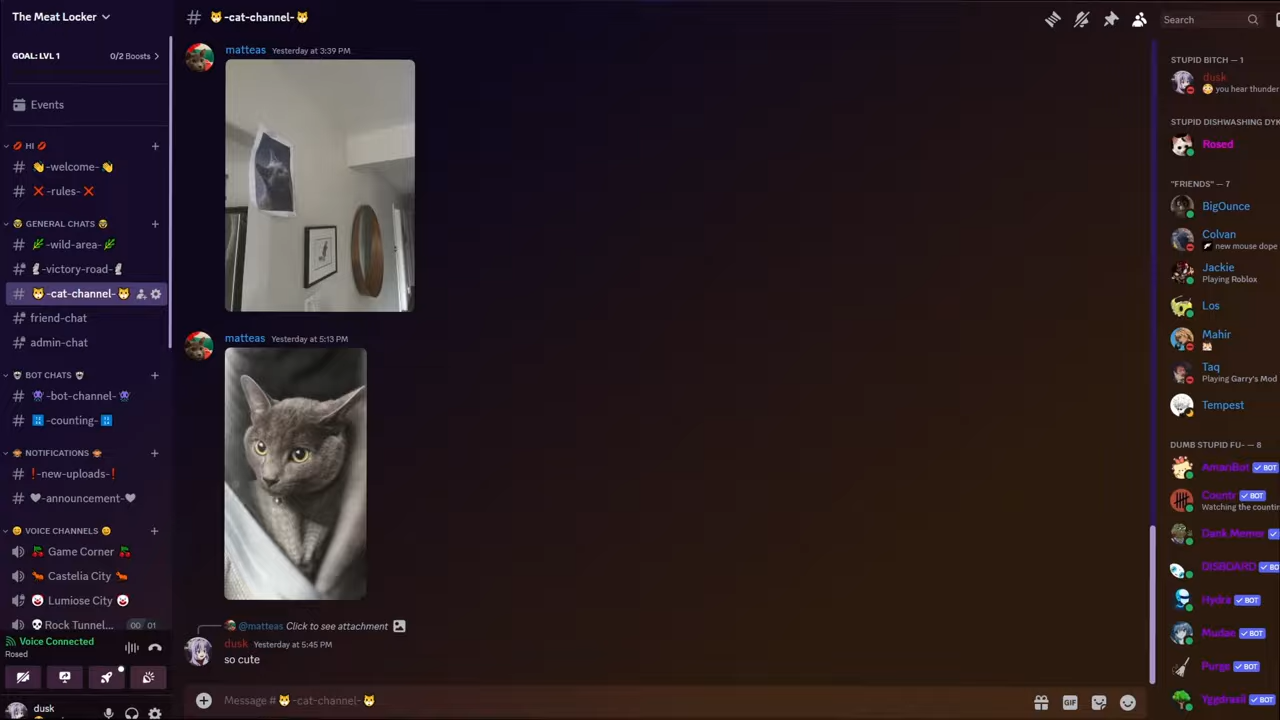 The Meat Locker
GOAL: LVL 1
0/2 Boosts
Events
HI
-welcome-
-rules-
GENERAL CHATS
-wild-area-
-victory-road-
-cat-channel-
friend-chat
admin-chat
BOT CHATS
-bot-channel-
-counting-
NOTIFICATIONS
-new-uploads-
-announcement-
VOICE CHANNELS
Game Corner
Castelia City
Lumiose City
Rock Tunnel...
00 01
Voice Connected
Rosed
dusk
# -cat-channel-
Search
matteas Yesterday at 3:39 PM
matteas Yesterday at 5:13 PM
@matteas Click to see attachment
dusk Yesterday at 5:45 PM
so cute
Message # -cat-channel-
GIF
STUPID BITCH — 1
dusk
you hear thunder
STUPID DISHWASHING DYK
Rosed
"FRIENDS" — 7
BigOunce
Colvan
new mouse dope
Jackie
Playing Roblox
Los
Mahir
Taq
Playing Garry's Mod
Tempest
DUMB STUPID FU- — 8
AmariBot BOT
Countr BOT
Watching the countin
Dank Memer
DISBOARD BO
Hydra BOT
Mudae BOT
Purge BOT
Yggdrasil BOT